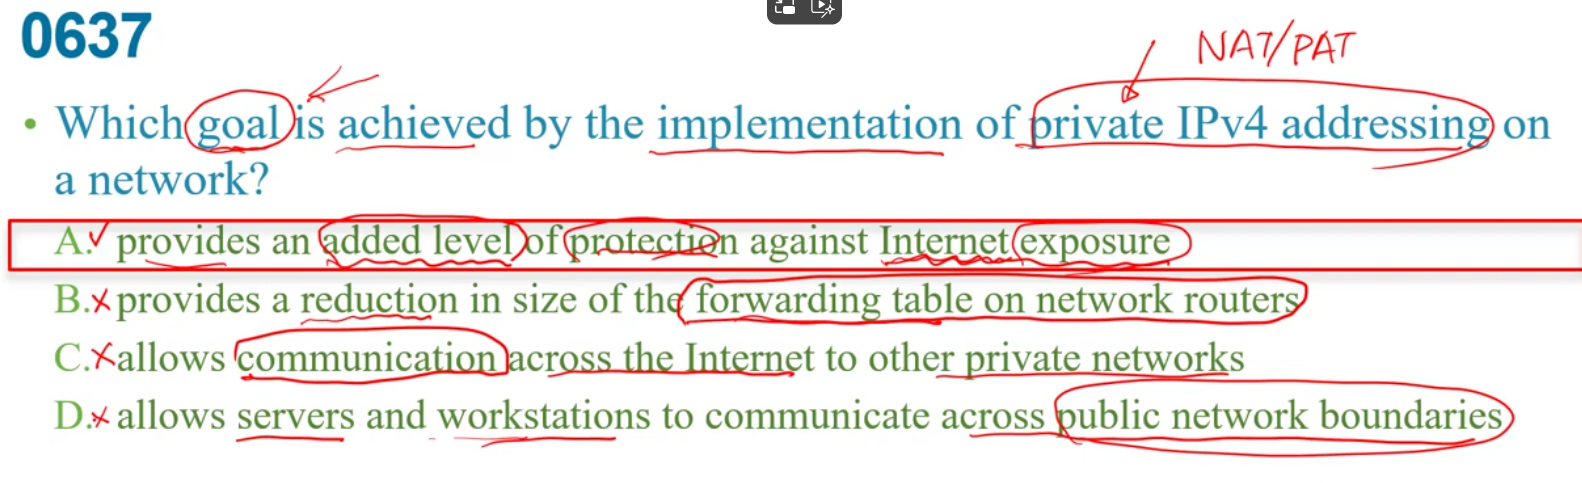 0637
NAT/PAT
• Which goal is achieved by the implementation of private IPv4 addressing on
a network?
A. provides an added level of protection against Internet exposure
B. provides a reduction in size of the forwarding table on network routers
C. allows communication across the Internet to other private networks
D. allows servers and workstations to communicate across public network boundaries